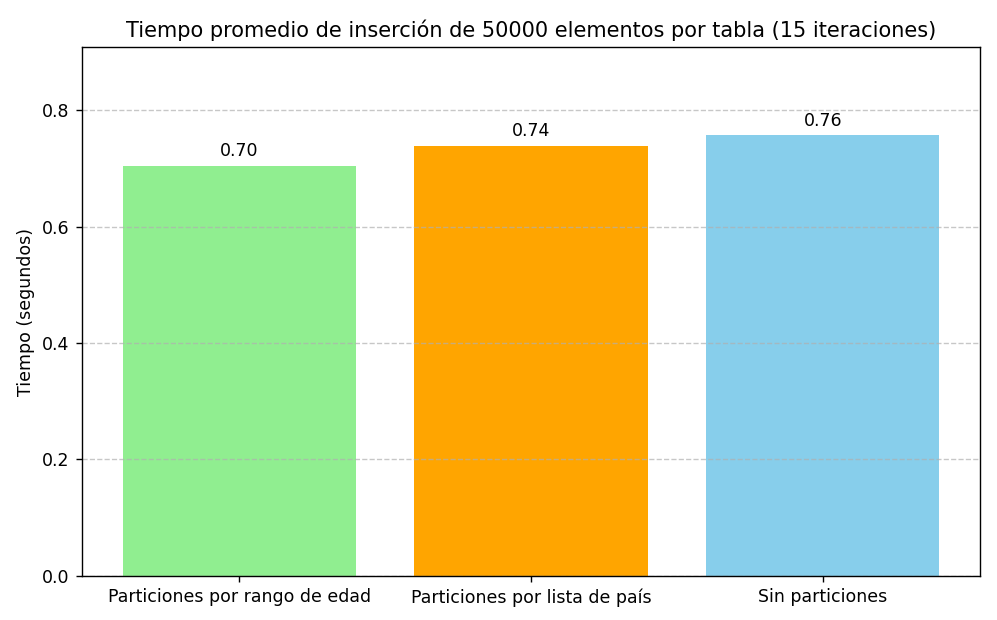 Tiempo promedio de inserción de 50000 elementos por tabla (15 iteraciones)
Tiempo (segundos)
0.8
0.6
0.4
0.2
0.0
0.70
0.74
0.76
Particiones por rango de edad
Particiones por lista de país
Sin particiones